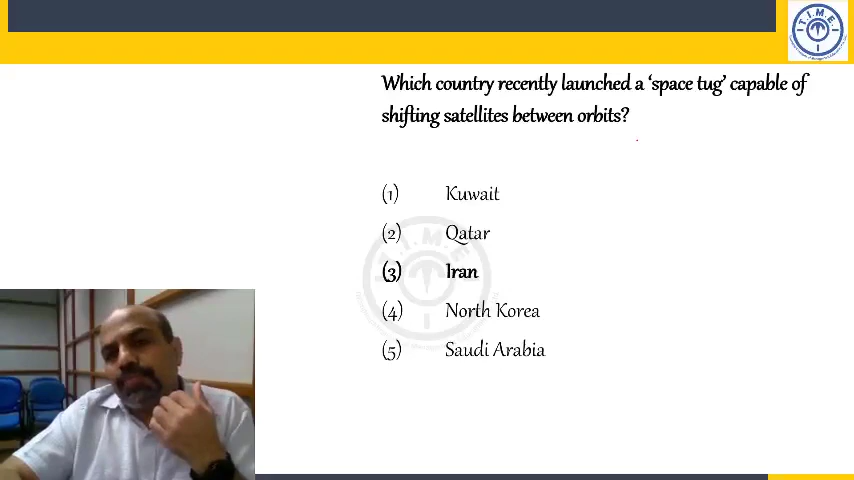 T.I.M.E.
Which country recently launched a ‘space tug’ capable of
shifting satellites between orbits?
(1) Kuwait
(2) Qatar
(3) Iran
(4) North Korea
(5) Saudi Arabia